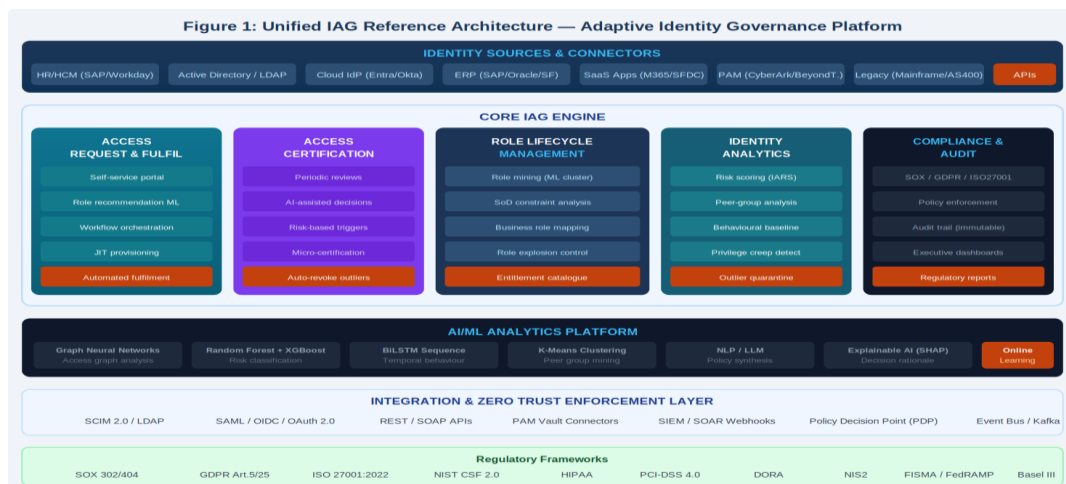 Figure 1: Unified IAG Reference Architecture — Adaptive Identity Governance Platform
IDENTITY SOURCES & CONNECTORS
HR/HCM (SAP/Workday)
Active Directory / LDAP
Cloud IdP (Entra/Okta)
ERP (SAP/Oracle/SF)
SaaS Apps (M365/SFDC)
PAM (CyberArk/BeyondT.)
Legacy (Mainframe/AS400)
APIs
CORE IAG ENGINE
ACCESS
REQUEST & FULFIL
Self-service portal
Role recommendation ML
Workflow orchestration
JIT provisioning
Automated fulfilment
ACCESS
CERTIFICATION
Periodic reviews
AI-assisted decisions
Risk-based triggers
Micro-certification
Auto-revoke outliers
ROLE LIFECYCLE
MANAGEMENT
Role mining (ML cluster)
SoD constraint analysis
Business role mapping
Role explosion control
Entitlement catalogue
IDENTITY
ANALYTICS
Risk scoring (IARS)
Peer-group analysis
Behavioural baseline
Privilege creep detect
Outlier quarantine
COMPLIANCE &
AUDIT
SOX / GDPR / ISO27001
Policy enforcement
Audit trail (immutable)
Executive dashboards
Regulatory reports
AI/ML ANALYTICS PLATFORM
Graph Neural Networks
Access graph analysis
Random Forest + XGBoost
Risk classification
BiLSTM Sequence
Temporal behaviour
K-Means Clustering
Peer group mining
NLP / LLM
Policy synthesis
Explainable AI (SHAP)
Decision rationale
Online
Learning
INTEGRATION & ZERO TRUST ENFORCEMENT LAYER
SCIM 2.0 / LDAP
SAML / OIDC / OAuth 2.0
REST / SOAP APIs
PAM Vault Connectors
SIEM / SOAR Webhooks
Policy Decision Point (PDP)
Event Bus / Kafka
Regulatory Frameworks
SOX 302/404
GDPR Art.5/25
ISO 27001:2022
NIST CSF 2.0
HIPAA
PCI-DSS 4.0
DORA
NIS2
FISMA / FedRAMP
Basel III